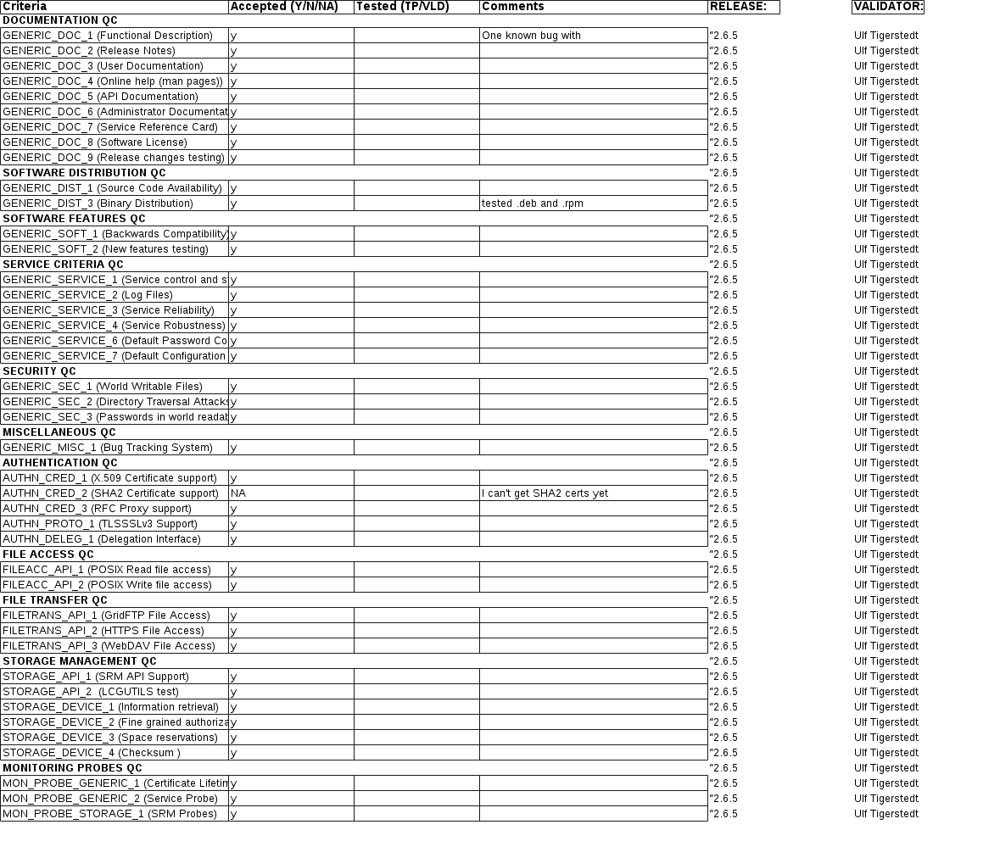 Criteria Accepted (Y/N/NA) Tested (TP/VLD) Comments RELEASE: VALIDATOR:
DOCUMENTATION QC
GENERIC_DOC_1 (Functional Description) y One known bug with “2.6.5 Ulf Tigerstedt
GENERIC_DOC_2 (Release Notes) y “2.6.5 Ulf Tigerstedt
GENERIC_DOC_3 (User Documentation) y “2.6.5 Ulf Tigerstedt
GENERIC_DOC_4 (Online help (man pages)) y “2.6.5 Ulf Tigerstedt
GENERIC_DOC_5 (API Documentation) y “2.6.5 Ulf Tigerstedt
GENERIC_DOC_6 (Administrator Documentat y “2.6.5 Ulf Tigerstedt
GENERIC_DOC_7 (Service Reference Card) y “2.6.5 Ulf Tigerstedt
GENERIC_DOC_8 (Software License) y “2.6.5 Ulf Tigerstedt
GENERIC_DOC_9 (Release changes testing) y “2.6.5 Ulf Tigerstedt
SOFTWARE DISTRIBUTION QC “2.6.5 Ulf Tigerstedt
GENERIC_DIST_1 (Source Code Availability) y “2.6.5 Ulf Tigerstedt
GENERIC_DIST_3 (Binary Distribution) y tested .deb and .rpm “2.6.5 Ulf Tigerstedt
SOFTWARE FEATURES QC “2.6.5 Ulf Tigerstedt
GENERIC_SOFT_1 (Backwards Compatibility) y “2.6.5 Ulf Tigerstedt
GENERIC_SOFT_2 (New features testing) y “2.6.5 Ulf Tigerstedt
SERVICE CRITERIA QC “2.6.5 Ulf Tigerstedt
GENERIC_SERVICE_1 (Service control and s y “2.6.5 Ulf Tigerstedt
GENERIC_SERVICE_2 (Log Files) y “2.6.5 Ulf Tigerstedt
GENERIC_SERVICE_3 (Service Reliability) y “2.6.5 Ulf Tigerstedt
GENERIC_SERVICE_4 (Service Robustness) y “2.6.5 Ulf Tigerstedt
GENERIC_SERVICE_6 (Default Password Co y “2.6.5 Ulf Tigerstedt
GENERIC_SERVICE_7 (Default Configuration y “2.6.5 Ulf Tigerstedt
SECURITY QC “2.6.5 Ulf Tigerstedt
GENERIC_SEC_1 (World Writable Files) y “2.6.5 Ulf Tigerstedt
GENERIC_SEC_2 (Directory Traversal Attacks y “2.6.5 Ulf Tigerstedt
GENERIC_SEC_3 (Passwords in world readab y “2.6.5 Ulf Tigerstedt
MISCELLANEOUS QC “2.6.5 Ulf Tigerstedt
GENERIC_MISC_1 (Bug Tracking System) y “2.6.5 Ulf Tigerstedt
AUTHENTICATION QC “2.6.5 Ulf Tigerstedt
AUTHN_CRED_1 (X.509 Certificate support) y “2.6.5 Ulf Tigerstedt
AUTHN_CRED_2 (SHA2 Certificate support) NA I can't get SHA2 certs yet “2.6.5 Ulf Tigerstedt
AUTHN_CRED_3 (RFC Proxy support) y “2.6.5 Ulf Tigerstedt
AUTHN_PROTO_1 (TLSSSLv3 Support) y “2.6.5 Ulf Tigerstedt
AUTHN_DELEG_1 (Delegation Interface) y “2.6.5 Ulf Tigerstedt
FILE ACCESS QC “2.6.5 Ulf Tigerstedt
FILEACC_API_1 (POSIX Read file access) y “2.6.5 Ulf Tigerstedt
FILEACC_API_2 (POSIX Write file access) y “2.6.5 Ulf Tigerstedt
FILE TRANSFER QC “2.6.5 Ulf Tigerstedt
FILETRANS_API_1 (GridFTP File Access) y “2.6.5 Ulf Tigerstedt
FILETRANS_API_2 (HTTPS File Access) y “2.6.5 Ulf Tigerstedt
FILETRANS_API_3 (WebDAV File Access) y “2.6.5 Ulf Tigerstedt
STORAGE MANAGEMENT QC “2.6.5 Ulf Tigerstedt
STORAGE_API_1 (SRM API Support) y “2.6.5 Ulf Tigerstedt
STORAGE_API_2 (LCGUTILS test) y “2.6.5 Ulf Tigerstedt
STORAGE_DEVICE_1 (Information retrieval) y “2.6.5 Ulf Tigerstedt
STORAGE_DEVICE_2 (Fine grained authoriza y “2.6.5 Ulf Tigerstedt
STORAGE_DEVICE_3 (Space reservations) y “2.6.5 Ulf Tigerstedt
STORAGE_DEVICE_4 (Checksum ) y “2.6.5 Ulf Tigerstedt
MONITORING PROBES QC “2.6.5 Ulf Tigerstedt
MON_PROBE_GENERIC_1 (Certificate Lifetim y “2.6.5 Ulf Tigerstedt
MON_PROBE_GENERIC_2 (Service Probe) y “2.6.5 Ulf Tigerstedt
MON_PROBE_STORAGE_1 (SRM Probes) y “2.6.5 Ulf Tigerstedt